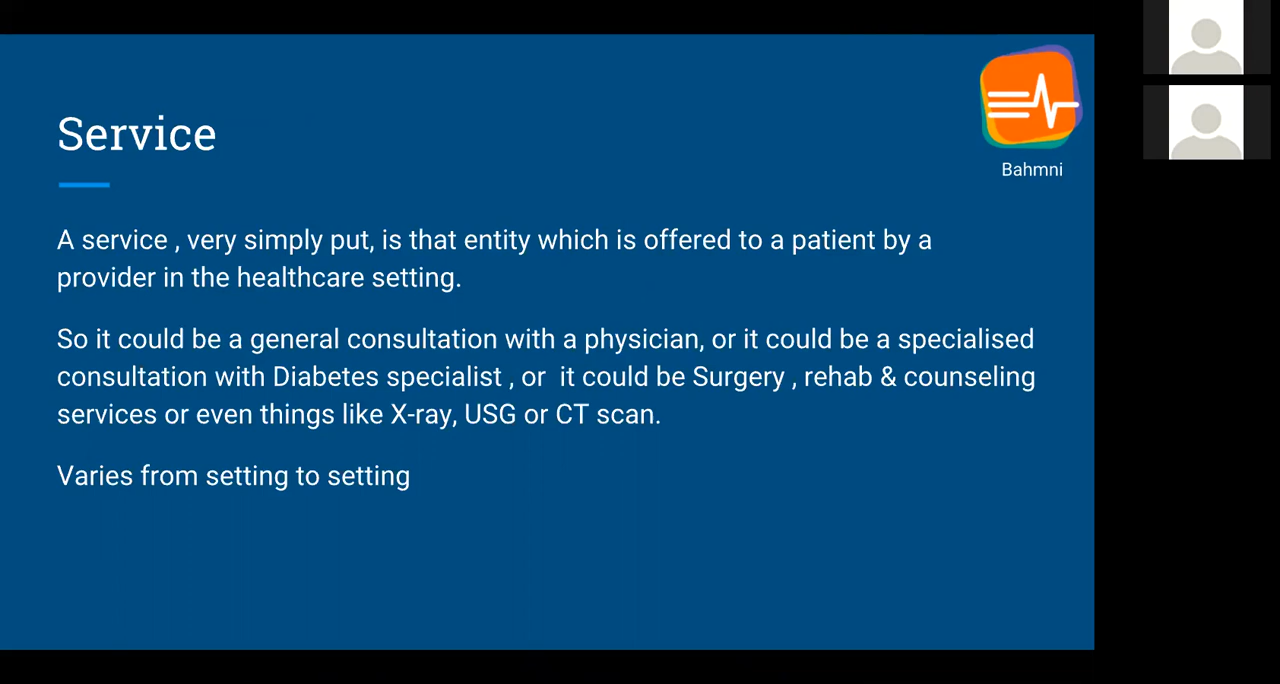 Service
Bahmni
A service , very simply put, is that entity which is offered to a patient by a
provider in the healthcare setting.
So it could be a general consultation with a physician, or it could be a specialised
consultation with Diabetes specialist , or  it could be Surgery , rehab & counseling
services or even things like X-ray, USG or CT scan.
Varies from setting to setting